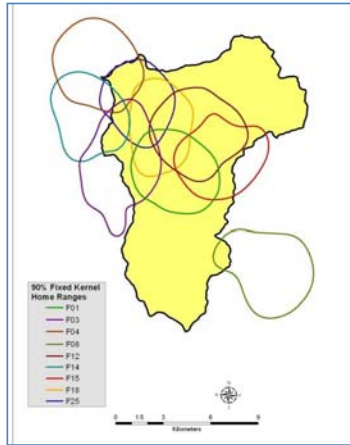 90% Fixed Kernel
Home Ranges
F01
F03
F04
F08
F12
F14
F15
F18
F25
0 1.5 3 6 9
Kilometers